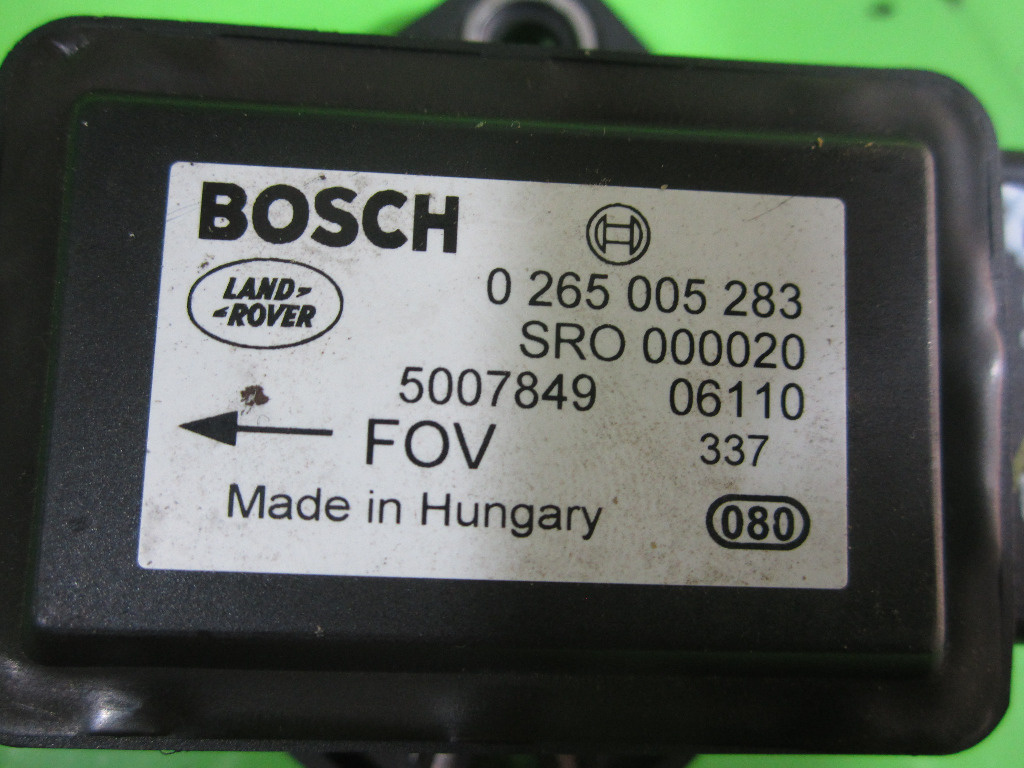 BOSCH
LAND-
-ROVER
0 265 005 283
SRO 000020
5007849 06110
FOV 337
Made in Hungary
080